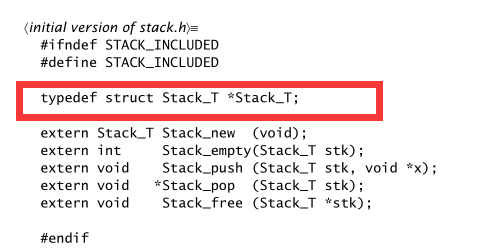 ⟨initial version of stack.h⟩≡
#ifndef STACK_INCLUDED
#define STACK_INCLUDED
typedef struct Stack_T *Stack_T;
extern Stack_T Stack_new (void);
extern int Stack_empty(Stack_T stk);
extern void Stack_push (Stack_T stk, void *x);
extern void *Stack_pop (Stack_T stk);
extern void Stack_free (Stack_T *stk);
#endif